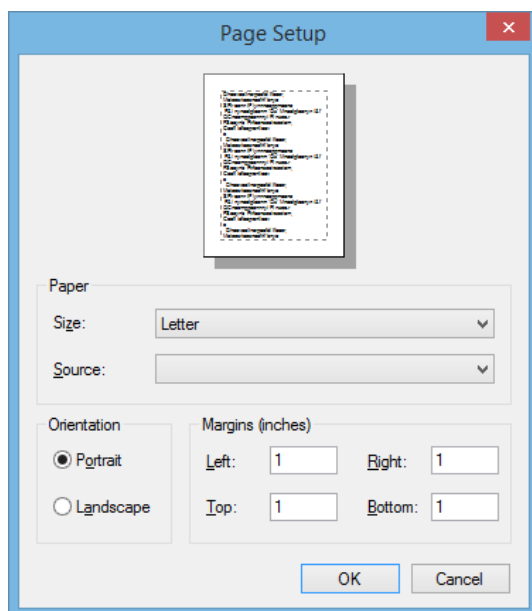 Page Setup
Paper
Size: Letter
Source:
Orientation
Portrait
Landscape
Margins (inches)
Left: 1 Right: 1
Top: 1 Bottom: 1
OK Cancel